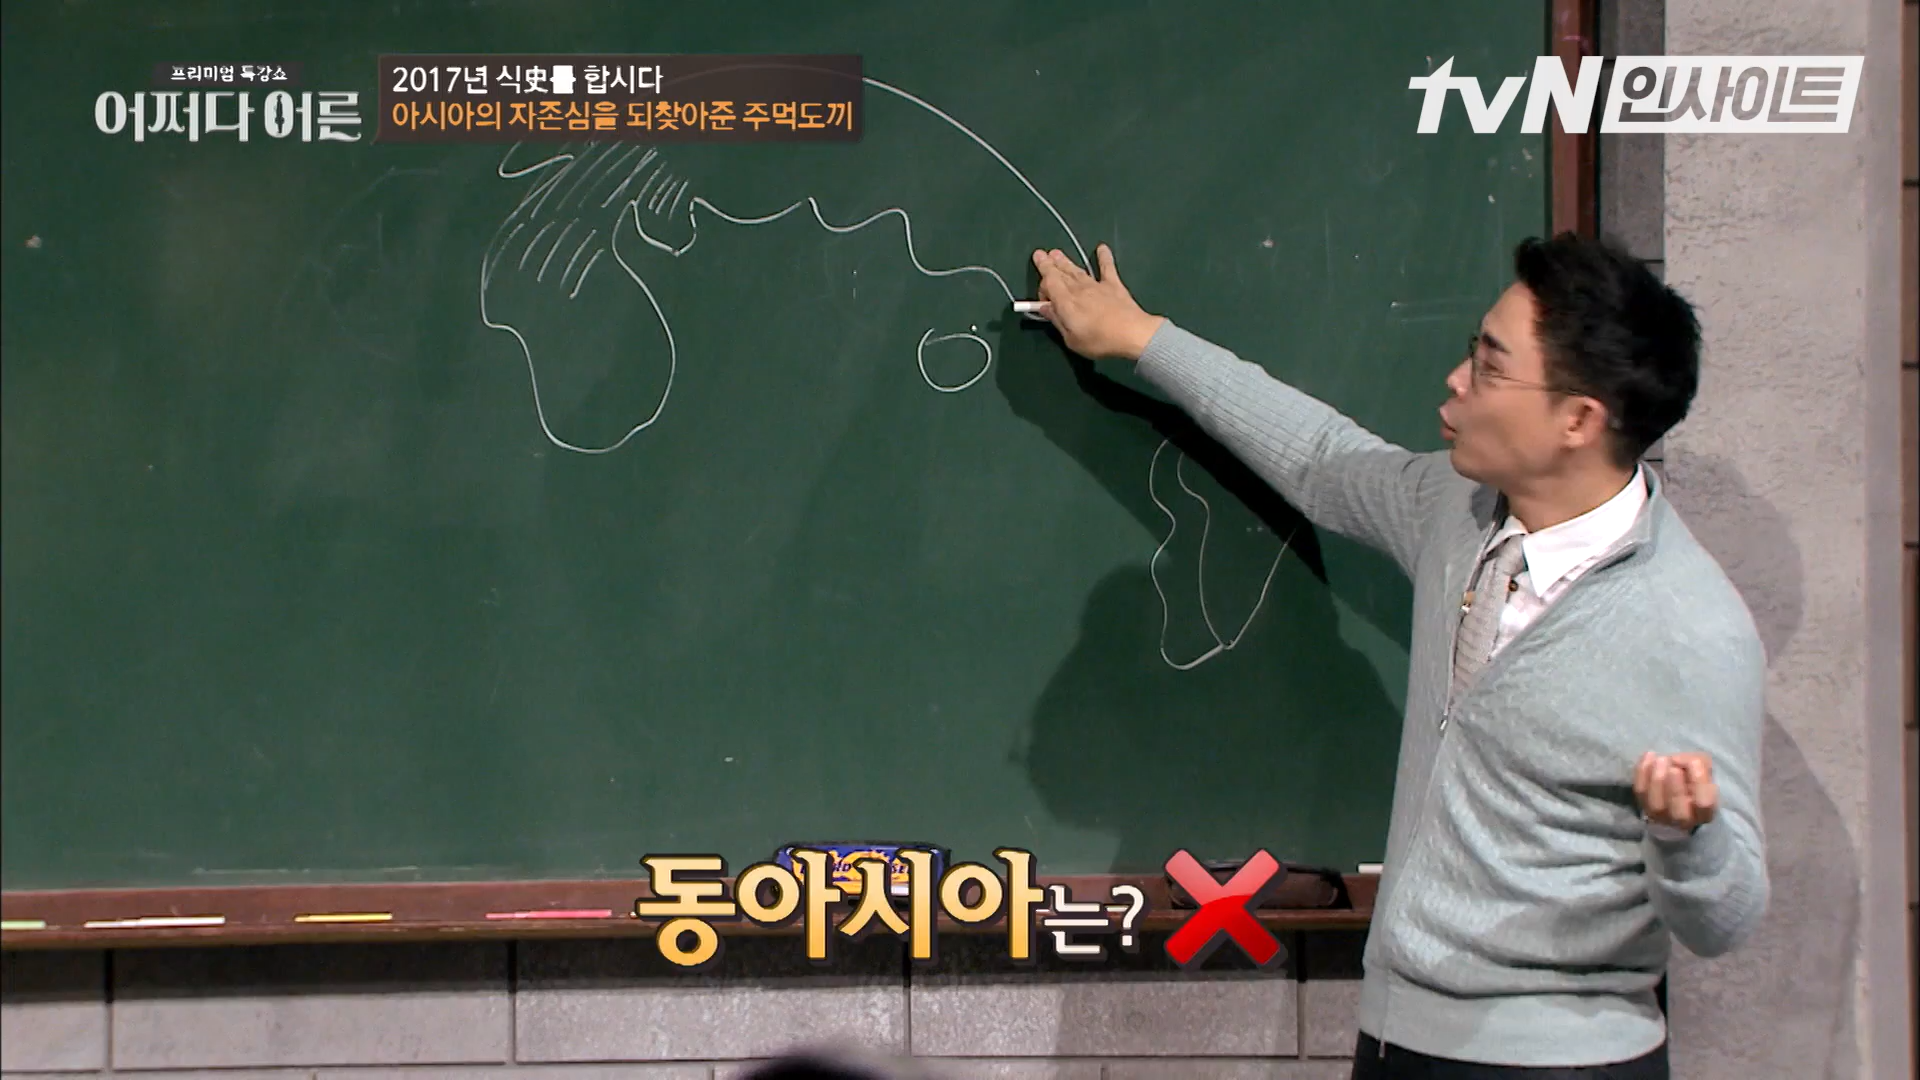 프리미엄 특강쇼
어쩌다 어른
2017년 식史를 합시다
아시아의 자존심을 되찾아준 주먹도끼
tvN 인사이트
동아시아는?